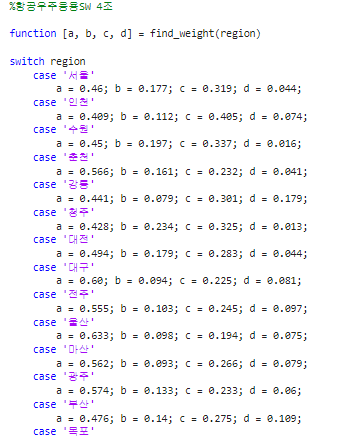 %항공우주응용SW 4조
function [a, b, c, d] = find_weight(region)
switch region
case '서울'
a = 0.46; b = 0.177; c = 0.319; d = 0.044;
case '인천'
a = 0.409; b = 0.112; c = 0.405; d = 0.074;
case '수원'
a = 0.45; b = 0.197; c = 0.337; d = 0.016;
case '춘천'
a = 0.566; b = 0.161; c = 0.232; d = 0.041;
case '강릉'
a = 0.441; b = 0.079; c = 0.301; d = 0.179;
case '청주'
a = 0.428; b = 0.234; c = 0.325; d = 0.013;
case '대전'
a = 0.494; b = 0.179; c = 0.283; d = 0.044;
case '대구'
a = 0.60; b = 0.094; c = 0.225; d = 0.081;
case '전주'
a = 0.555; b = 0.103; c = 0.245; d = 0.097;
case '울산'
a = 0.633; b = 0.098; c = 0.194; d = 0.075;
case '마산'
a = 0.562; b = 0.093; c = 0.266; d = 0.079;
case '광주'
a = 0.574; b = 0.133; c = 0.233; d = 0.06;
case '부산'
a = 0.476; b = 0.14; c = 0.275; d = 0.109;
case '목포'